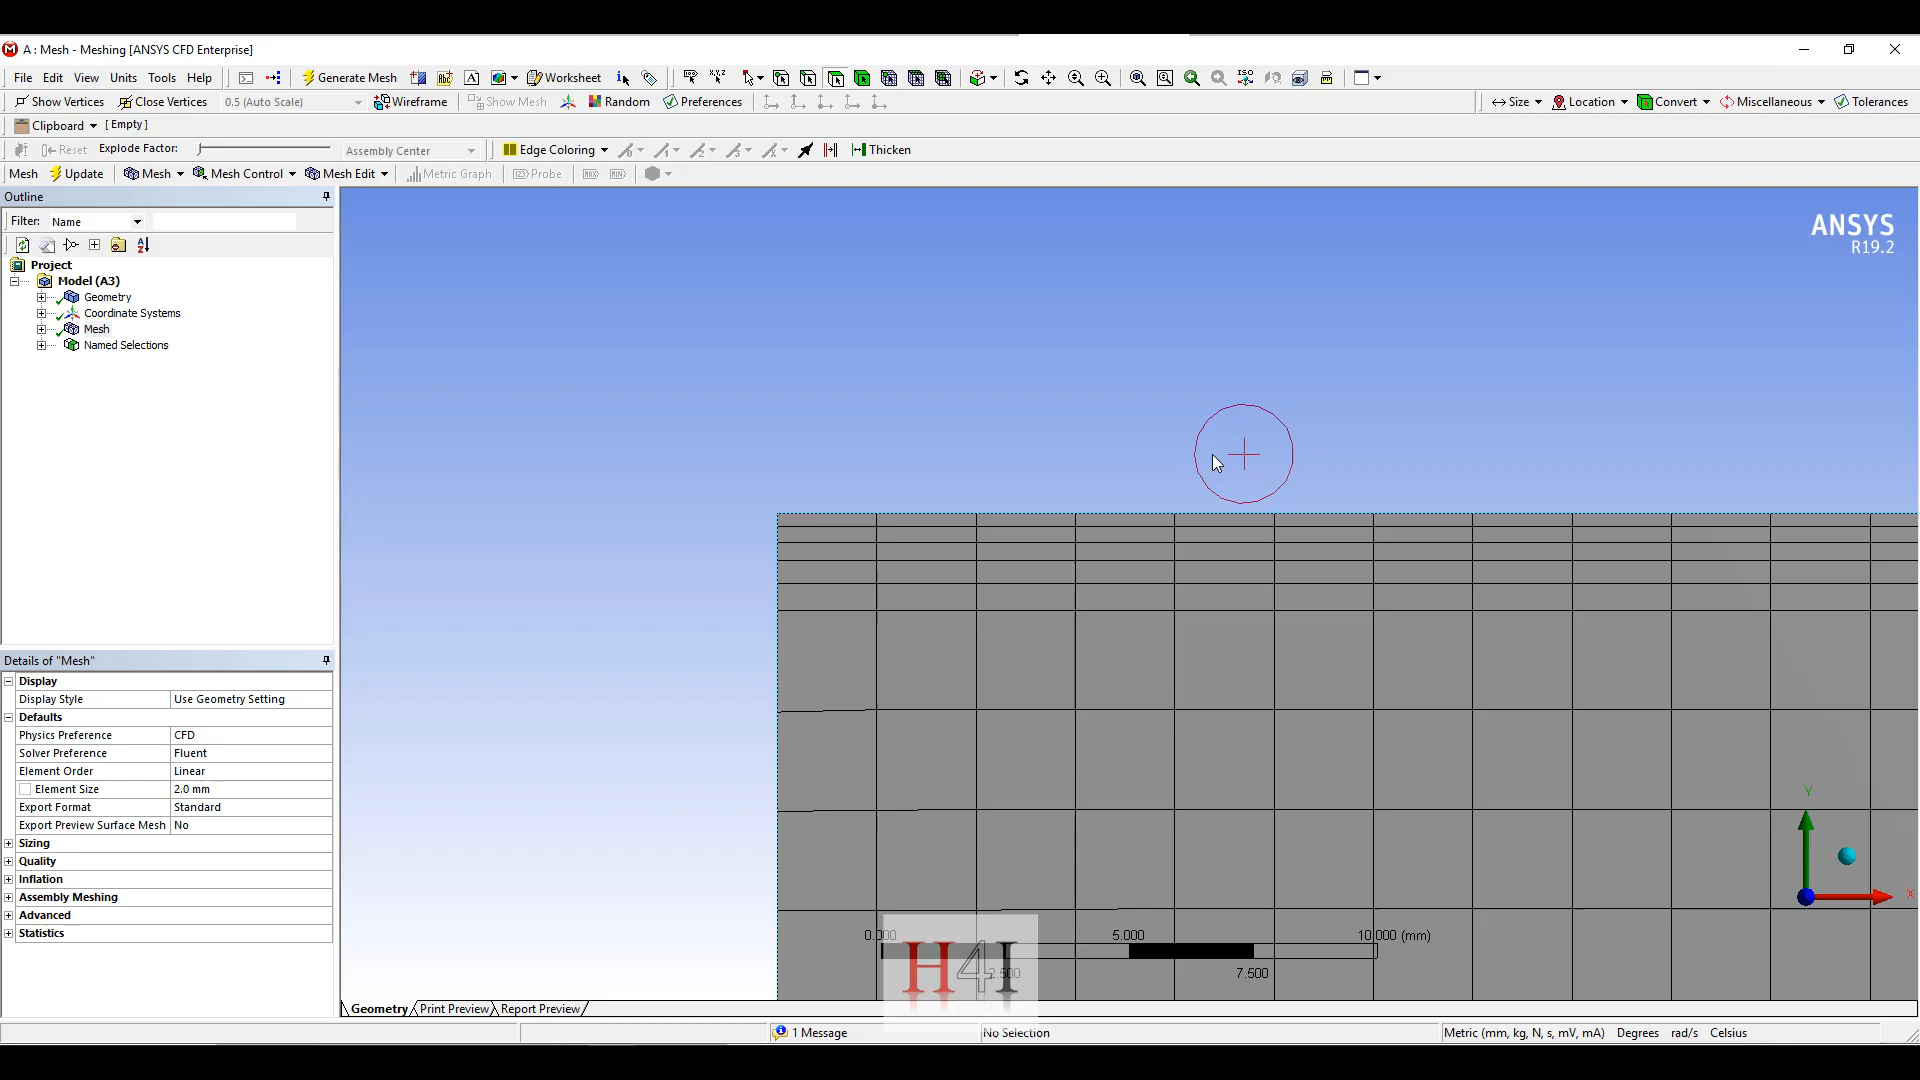 A : Mesh - Meshing [ANSYS CFD Enterprise]
File Edit View Units Tools Help Generate Mesh Worksheet
Show Vertices Close Vertices 0.5 (Auto Scale) Wireframe Show Mesh Random Preferences Size Location Convert Miscellaneous Tolerances
Clipboard [ Empty ]
Reset Explode Factor: Assembly Center Edge Coloring Thicken
Mesh Update Mesh Mesh Control Mesh Edit Metric Graph Probe MAX MIN
Outline
Filter: Name
Project
Model (A3)
Geometry
Coordinate Systems
Mesh
Named Selections
ANSYS
R19.2
Details of "Mesh"
Display
Display Style Use Geometry Setting
Defaults
Physics Preference CFD
Solver Preference Fluent
Element Order Linear
Element Size 2.0 mm
Export Format Standard
Export Preview Surface Mesh No
Sizing
Quality
Inflation
Assembly Meshing
Advanced
Statistics
Y
X
0.000 5.000 10.000 (mm)
2.500 7.500
H4I
Geometry Print Preview Report Preview
1 Message No Selection Metric (mm, kg, N, s, mV, mA) Degrees rad/s Celsius